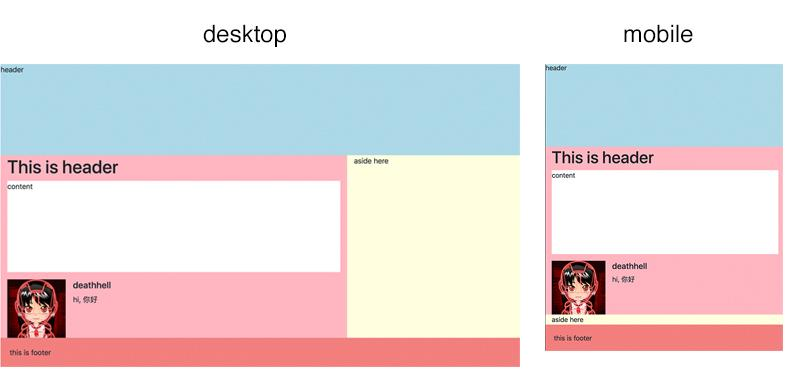 desktop
header
This is header
content
deathhell
hi, 你好
aside here
this is footer
mobile
header
This is header
content
deathhell
hi, 你好
aside here
this is footer